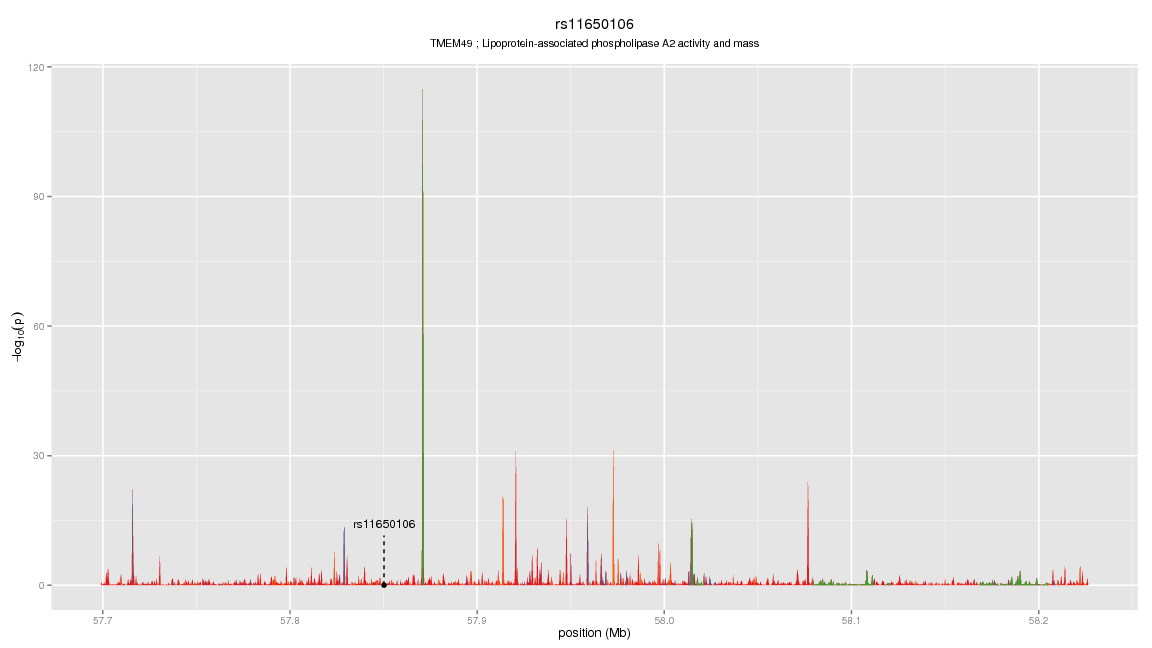 rs11650106
TMEM49 ; Lipoprotein-associated phospholipase A2 activity and mass
120
90
60
30
0
−log10(p)
rs11650106
57.7 57.8 57.9 58.0 58.1 58.2
position (Mb)